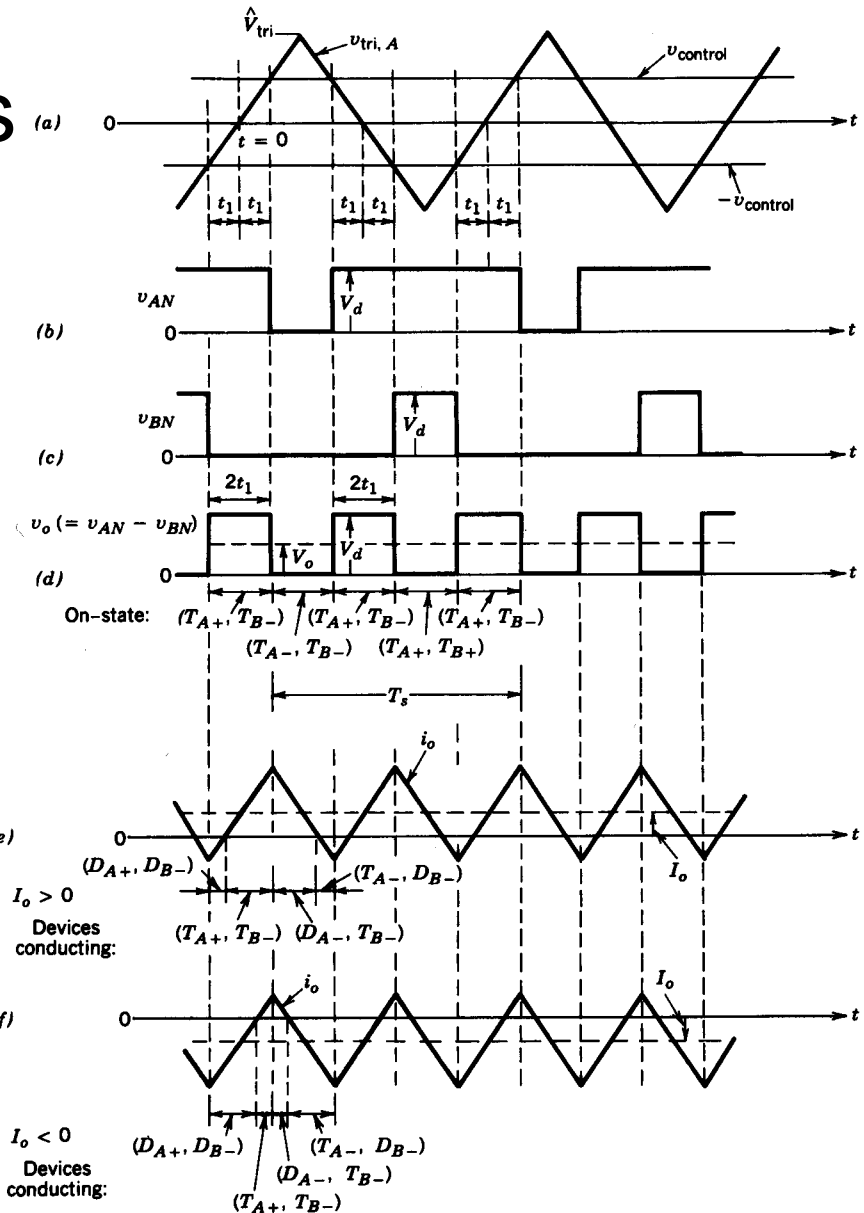 V̂tri
vtri, A
vcontrol
S
(a)
0
t = 0
t
−vcontrol
t1 t1 t1 t1 t1 t1
vAN
Vd
0
(b)
t
vBN
Vd
(c)
0
t
2t1 2t1
vo (= vAN − vBN)
Vo
Vd
(d)
0
t
On-state: (TA+, TB−) (TA+, TB−) (TA+, TB−)
(TA−, TB−) (TA+, TB+)
Ts
io
e)
0
t
Io
(DA+, DB−) (TA−, DB−)
Io > 0
Devices
conducting:
(TA+, TB−) (DA−, TB−)
io
Io
f)
0
t
Io < 0
Devices
conducting:
(DA+, DB−) (TA−, DB−)
(DA−, TB−)
(TA+, TB−)